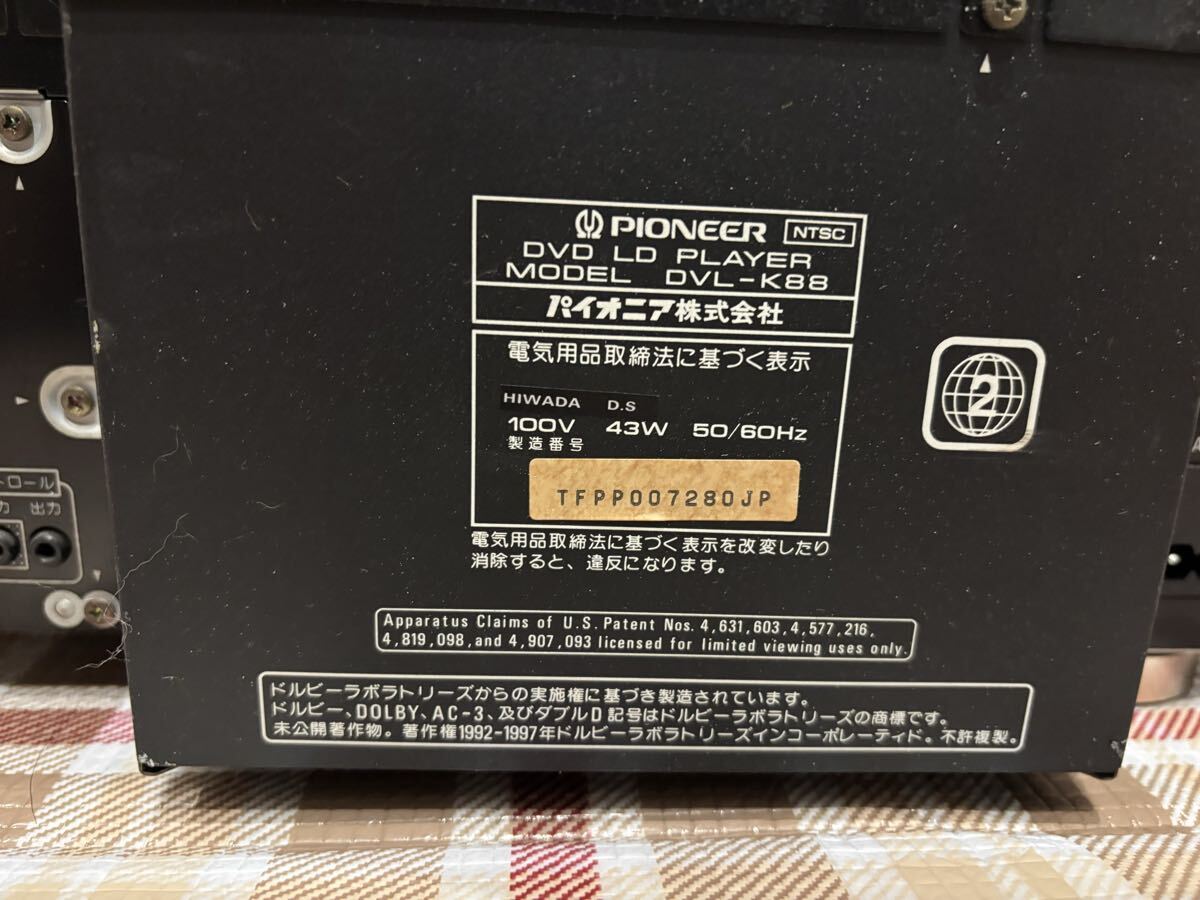 PIONEER NTSC
DVD LD PLAYER
MODEL DVL-K88
パイオニア株式会社
電気用品取締法に基づく表示
HIWADA D.S
100V 43W 50/60Hz
製造番号
TFPP007280JP
電気用品取締法に基づく表示を改変したり
消除すると、違反になります。
2
トロール
力 出力
Apparatus Claims of U.S. Patent Nos. 4,631,603, 4,577,216,
4,819,098, and 4,907,093 licensed for limited viewing uses only.
ドルビーラボラトリーズからの実施権に基づき製造されています。
ドルビー、DOLBY、AC-3、及びダブルD記号はドルビーラボラトリーズの商標です。
未公開著作物。著作権1992-1997年ドルビーラボラトリーズインコーポレーティド。不許複製。